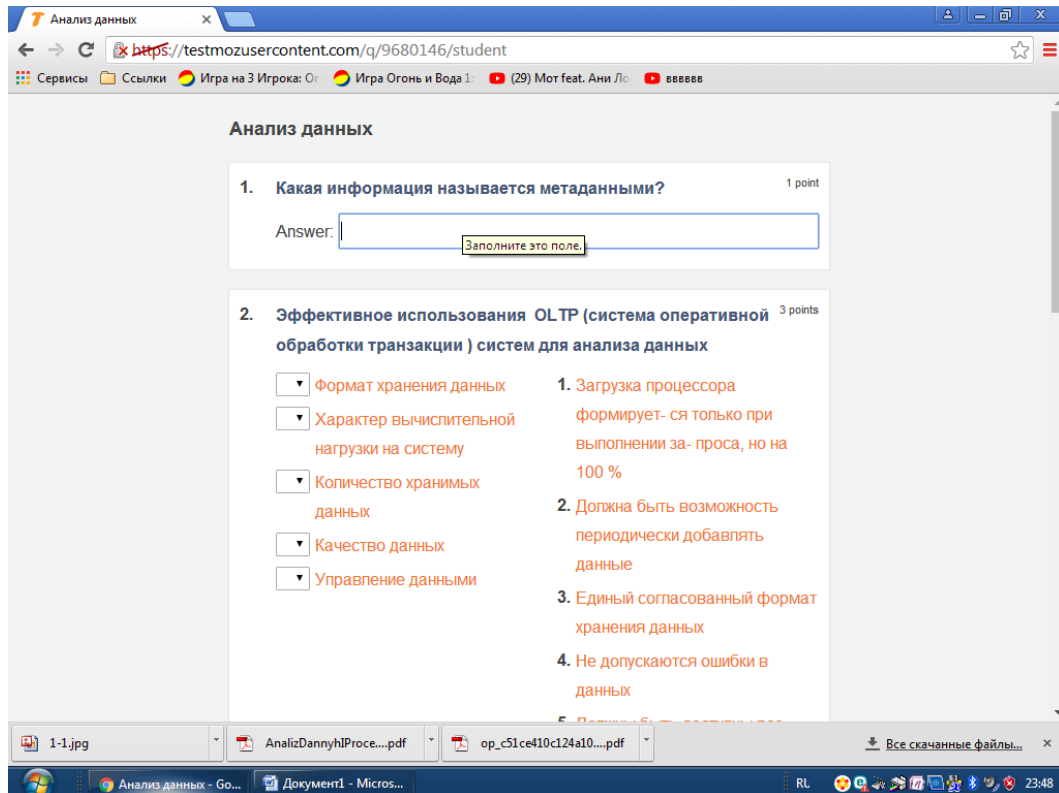 Анализ данных
https://testmozusercontent.com/q/9680146/student
Сервисы Ссылки Игра на 3 Игрока: Ог Игра Огонь и Вода 1: (29) Мот feat. Ани Ло вввввв
Анализ данных
1. Какая информация называется метаданными? 1 point
Answer:
Заполните это поле.
2. Эффективное использования OLTP (система оперативной 3 points
обработки транзакции ) систем для анализа данных
Формат хранения данных
Характер вычислительной
нагрузки на систему
Количество хранимых
данных
Качество данных
Управление данными
1. Загрузка процессора
формирует- ся только при
выполнении за- проса, но на
100 %
2. Должна быть возможность
периодически добавлять
данные
3. Единый согласованный формат
хранения данных
4. Не допускаются ошибки в
данных
1-1.jpg AnalizDannyhIProce....pdf op_c51ce410c124a10....pdf Все скачанные файлы...
Анализ данных - Go... Документ1 - Micros... RL 23:48